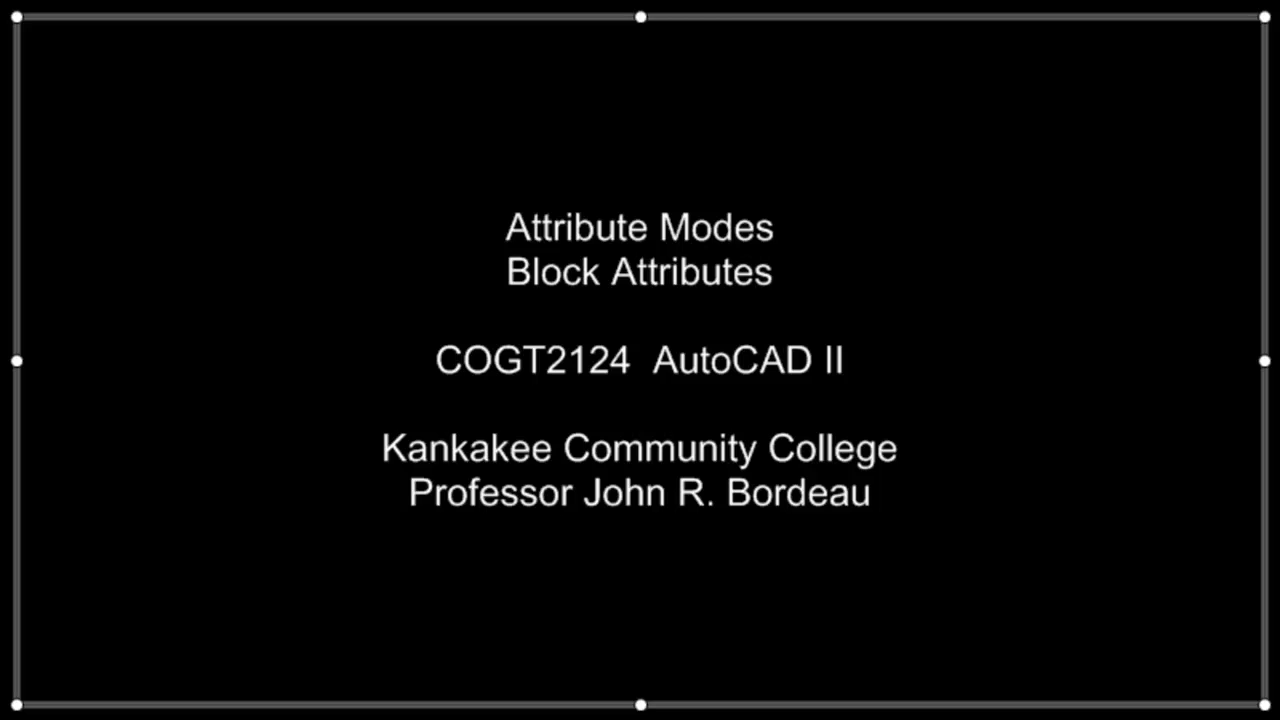 Attribute Modes
Block Attributes
COGT2124 AutoCAD II
Kankakee Community College
Professor John R. Bordeau